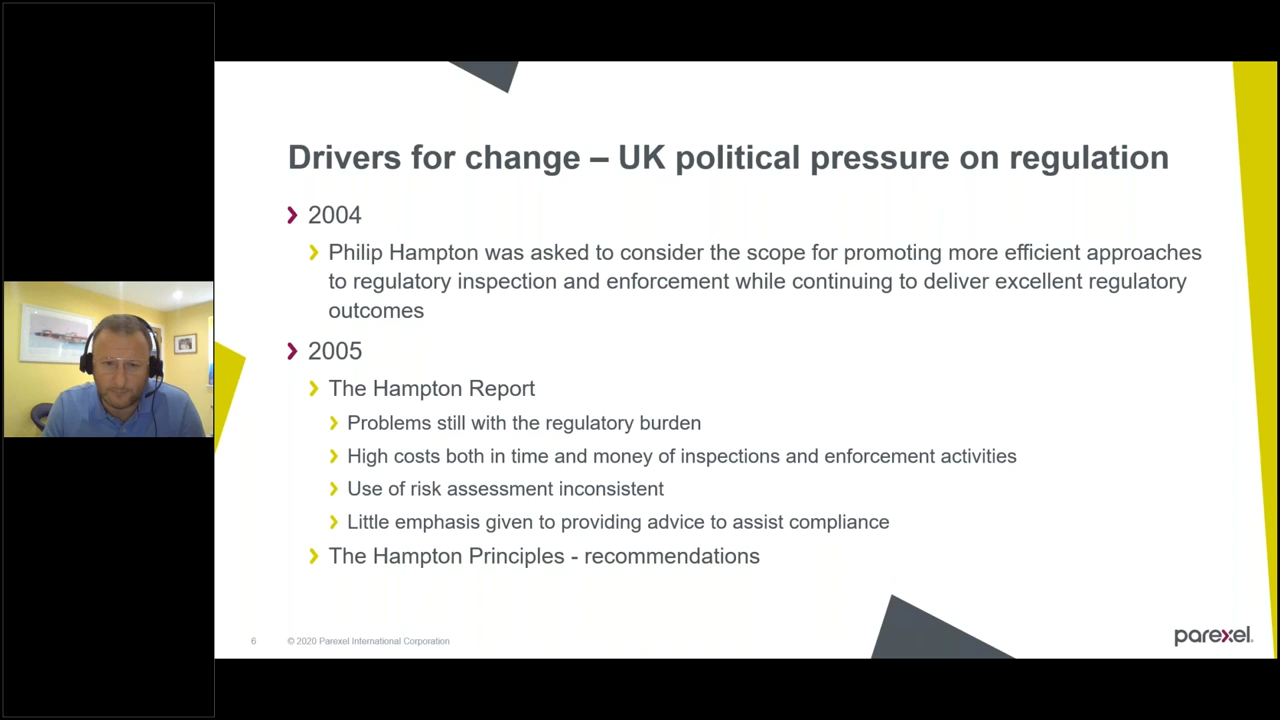 Drivers for change – UK political pressure on regulation
2004
Philip Hampton was asked to consider the scope for promoting more efficient approaches
to regulatory inspection and enforcement while continuing to deliver excellent regulatory
outcomes
2005
The Hampton Report
Problems still with the regulatory burden
High costs both in time and money of inspections and enforcement activities
Use of risk assessment inconsistent
Little emphasis given to providing advice to assist compliance
The Hampton Principles - recommendations
6 © 2020 Parexel International Corporation
parexel.